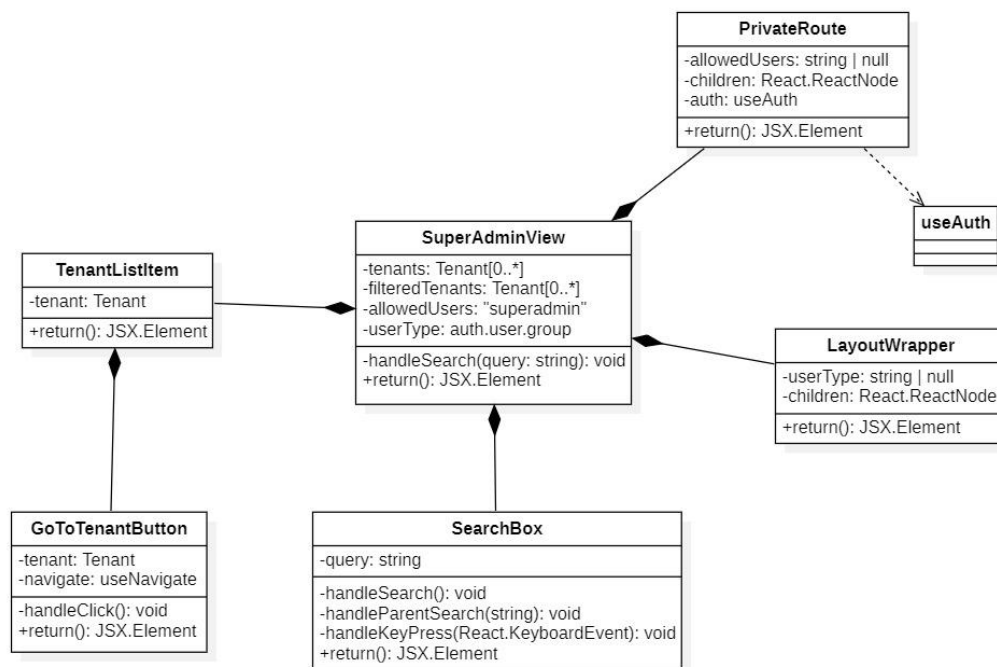 PrivateRoute
-allowedUsers: string | null
-children: React.ReactNode
-auth: useAuth
+return(): JSX.Element
useAuth
SuperAdminView
-tenants: Tenant[0..*]
-filteredTenants: Tenant[0..*]
-allowedUsers: "superadmin"
-userType: auth.user.group
-handleSearch(query: string): void
+return(): JSX.Element
TenantListItem
-tenant: Tenant
+return(): JSX.Element
LayoutWrapper
-userType: string | null
-children: React.ReactNode
+return(): JSX.Element
GoToTenantButton
-tenant: Tenant
-navigate: useNavigate
-handleClick(): void
+return(): JSX.Element
SearchBox
-query: string
-handleSearch(): void
-handleParentSearch(string): void
-handleKeyPress(React.KeyboardEvent): void
+return(): JSX.Element